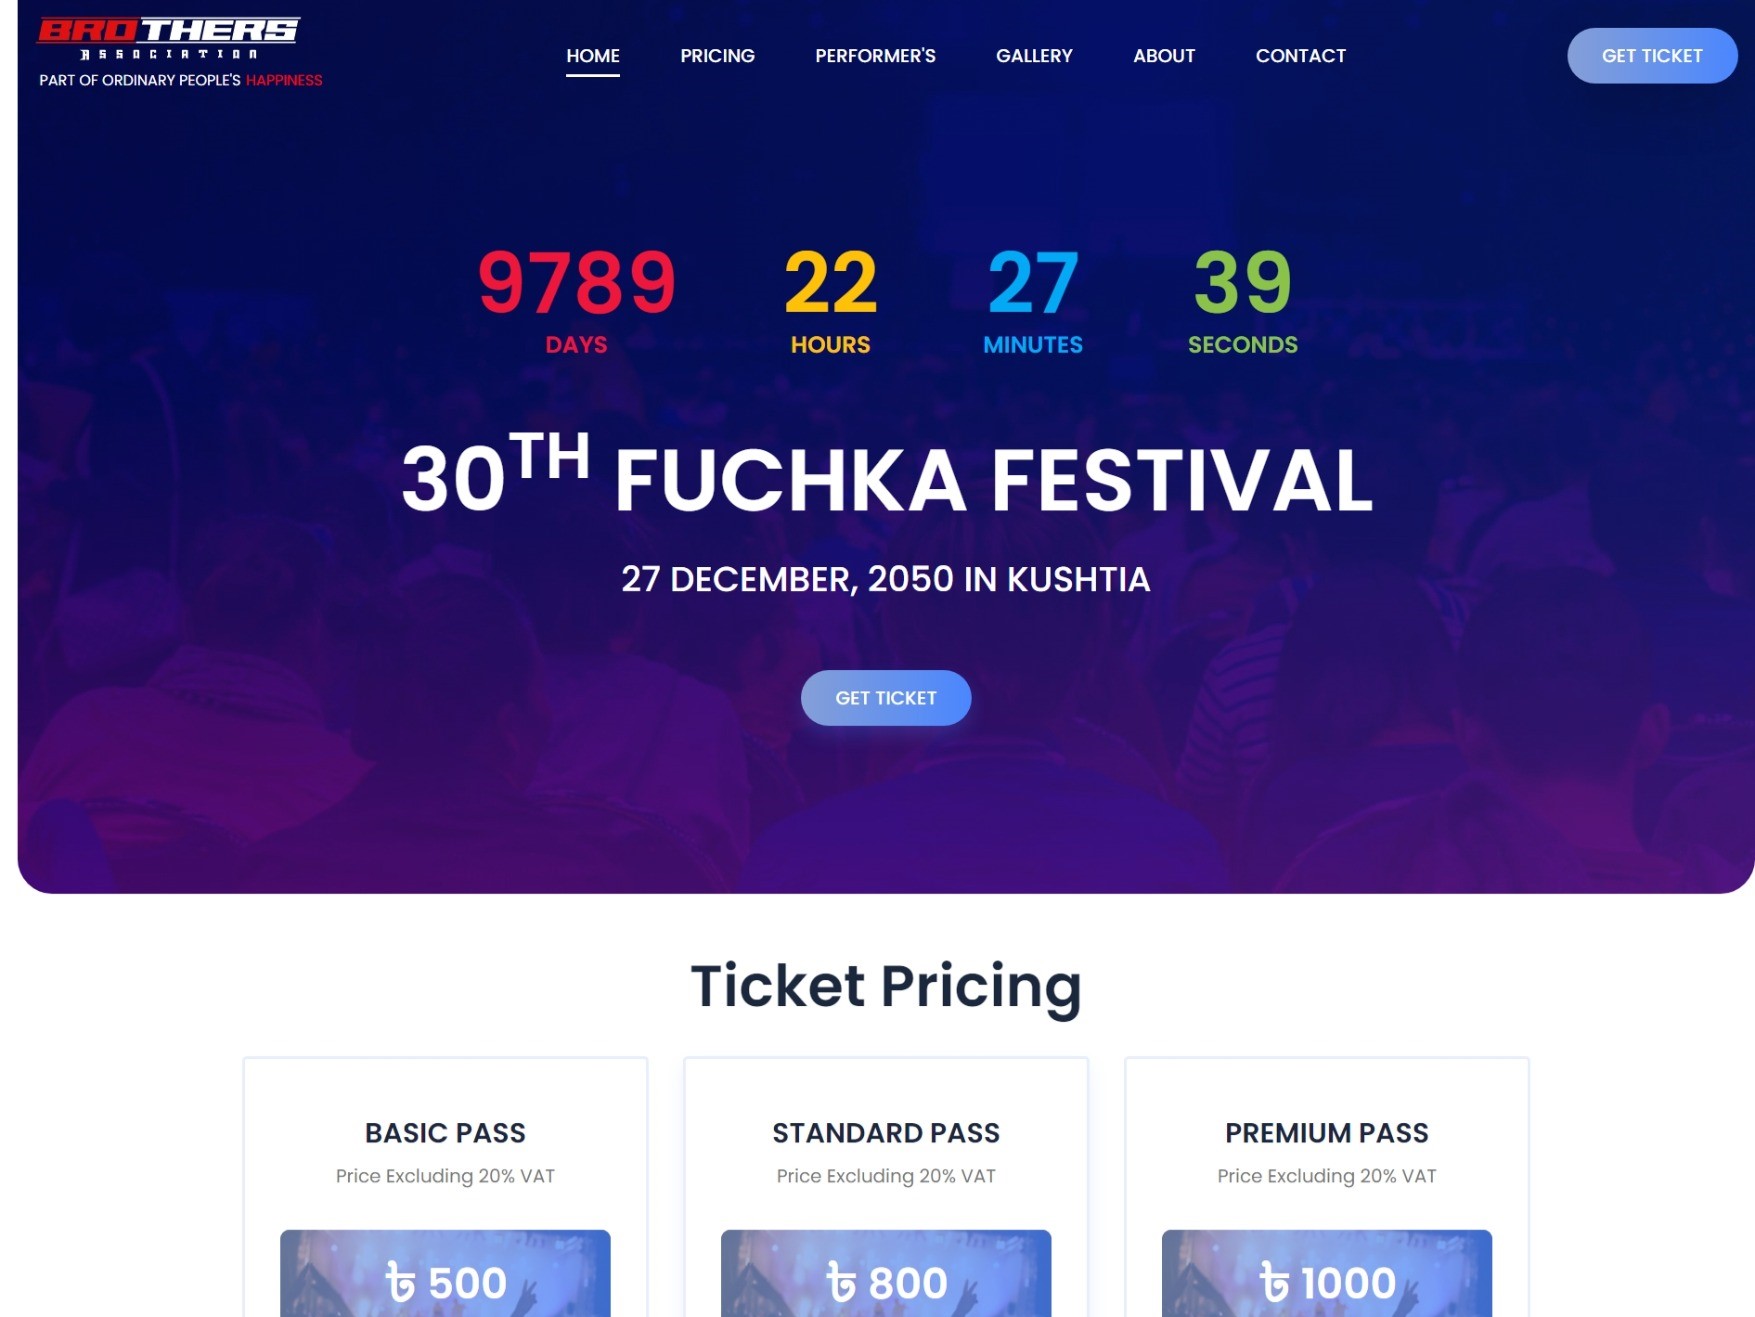 BROTHERS
ASSOCIATION
PART OF ORDINARY PEOPLE'S HAPPINESS
HOME PRICING PERFORMER'S GALLERY ABOUT CONTACT
GET TICKET
9789 22 27 39
DAYS HOURS MINUTES SECONDS
30TH FUCHKA FESTIVAL
27 DECEMBER, 2050 IN KUSHTIA
GET TICKET
Ticket Pricing
BASIC PASS STANDARD PASS PREMIUM PASS
Price Excluding 20% VAT Price Excluding 20% VAT Price Excluding 20% VAT
৳ 500 ৳ 800 ৳ 1000